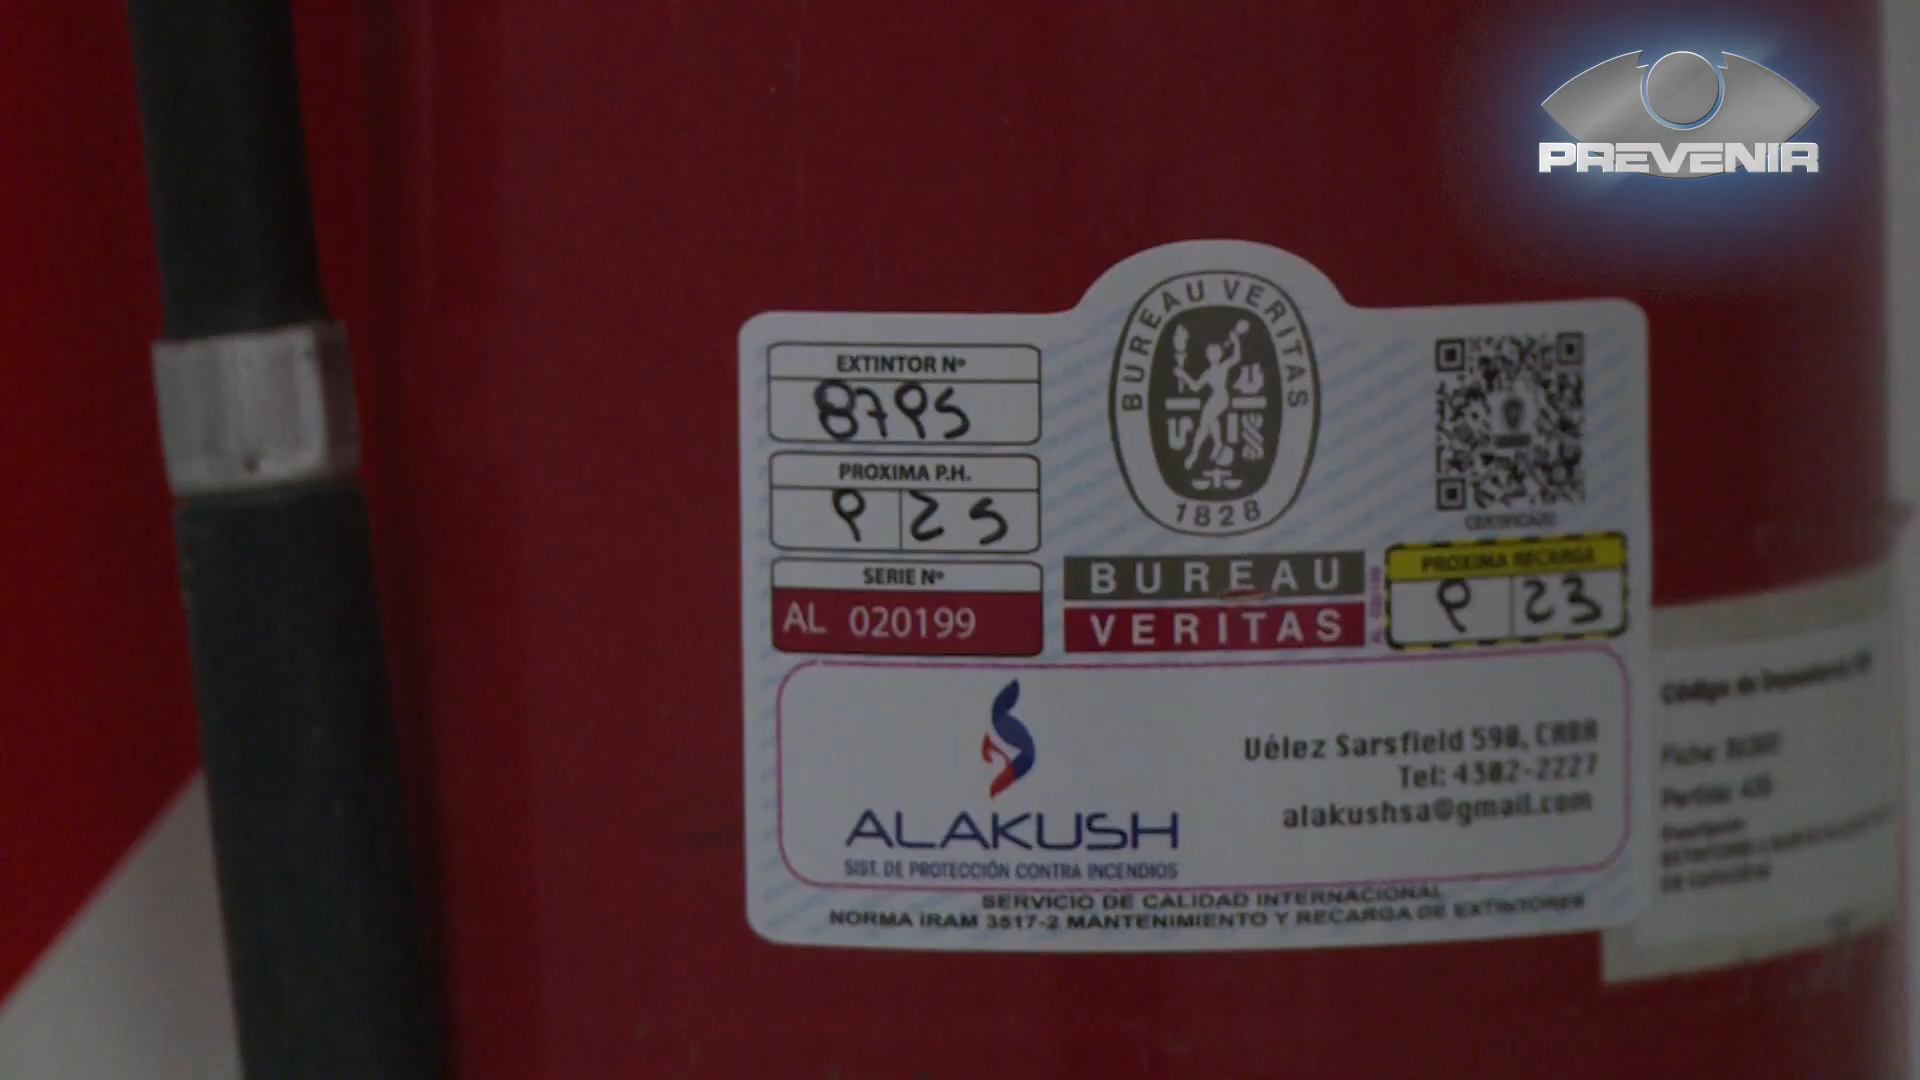 PREVENIR
BUREAU VERITAS
1828
EXTINTOR Nº
8795
PROXIMA P.H.
9 25
SERIE Nº
AL 020199
BUREAU
VERITAS
CERTIFICADO
PROXIMA RECARGA
9 23
ALAKUSH
SIST. DE PROTECCIÓN CONTRA INCENDIOS
Vélez Sarsfield 590, CABA
Tel: 4302-2227
alakushsa@gmail.com
SERVICIO DE CALIDAD INTERNACIONAL
NORMA IRAM 3517-2 MANTENIMIENTO Y RECARGA DE EXTINTORES
Código de